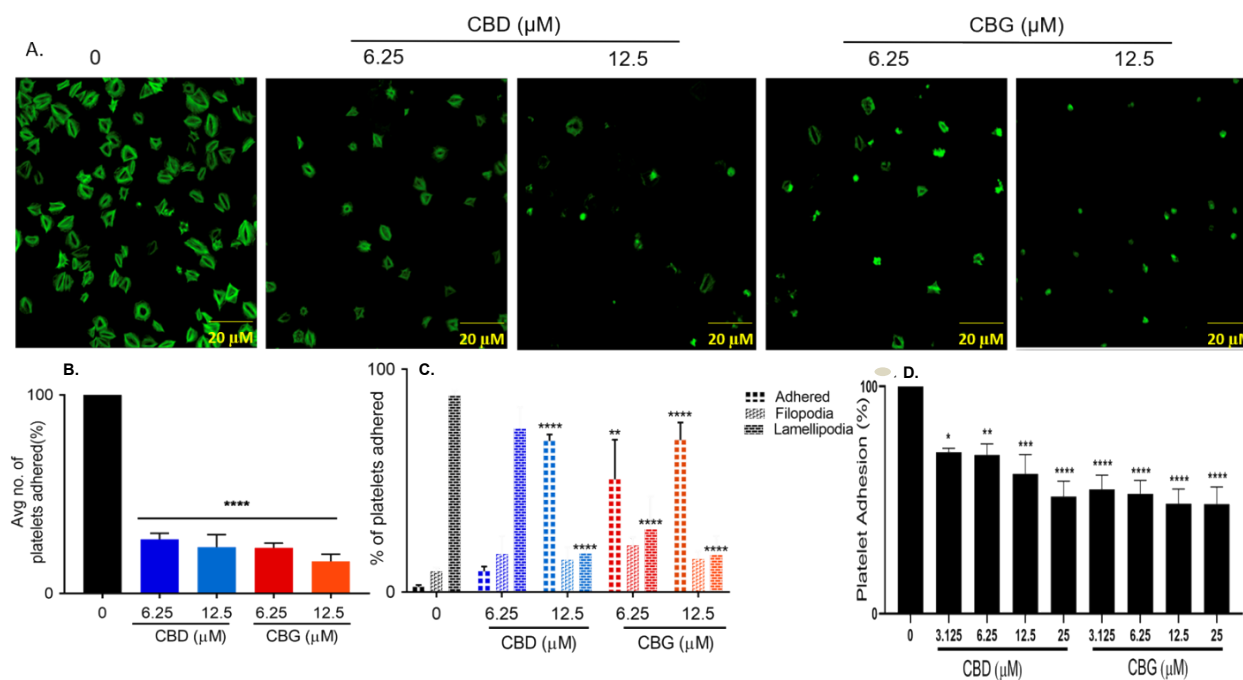 A.
CBD (μM)
CBG (μM)
0
6.25
12.5
6.25
12.5
20 μM
20 μM
20 μM
20 μM
20 μM
B.
Avg no. of
platelets adhered(%)
100
0
****
0
6.25
12.5
6.25
12.5
CBD (μM)
CBG (μM)
C.
% of platelets adhered
100
0
****
****
**
****
****
****
Adhered
Filopodia
Lamellipodia
0
6.25
12.5
6.25
12.5
CBD (μM)
CBG (μM)
D.
Platelet Adhesion (%)
100
0
*
**
***
****
****
****
****
****
0
3.125
6.25
12.5
25
3.125
6.25
12.5
25
CBD (μM)
CBG (μM)